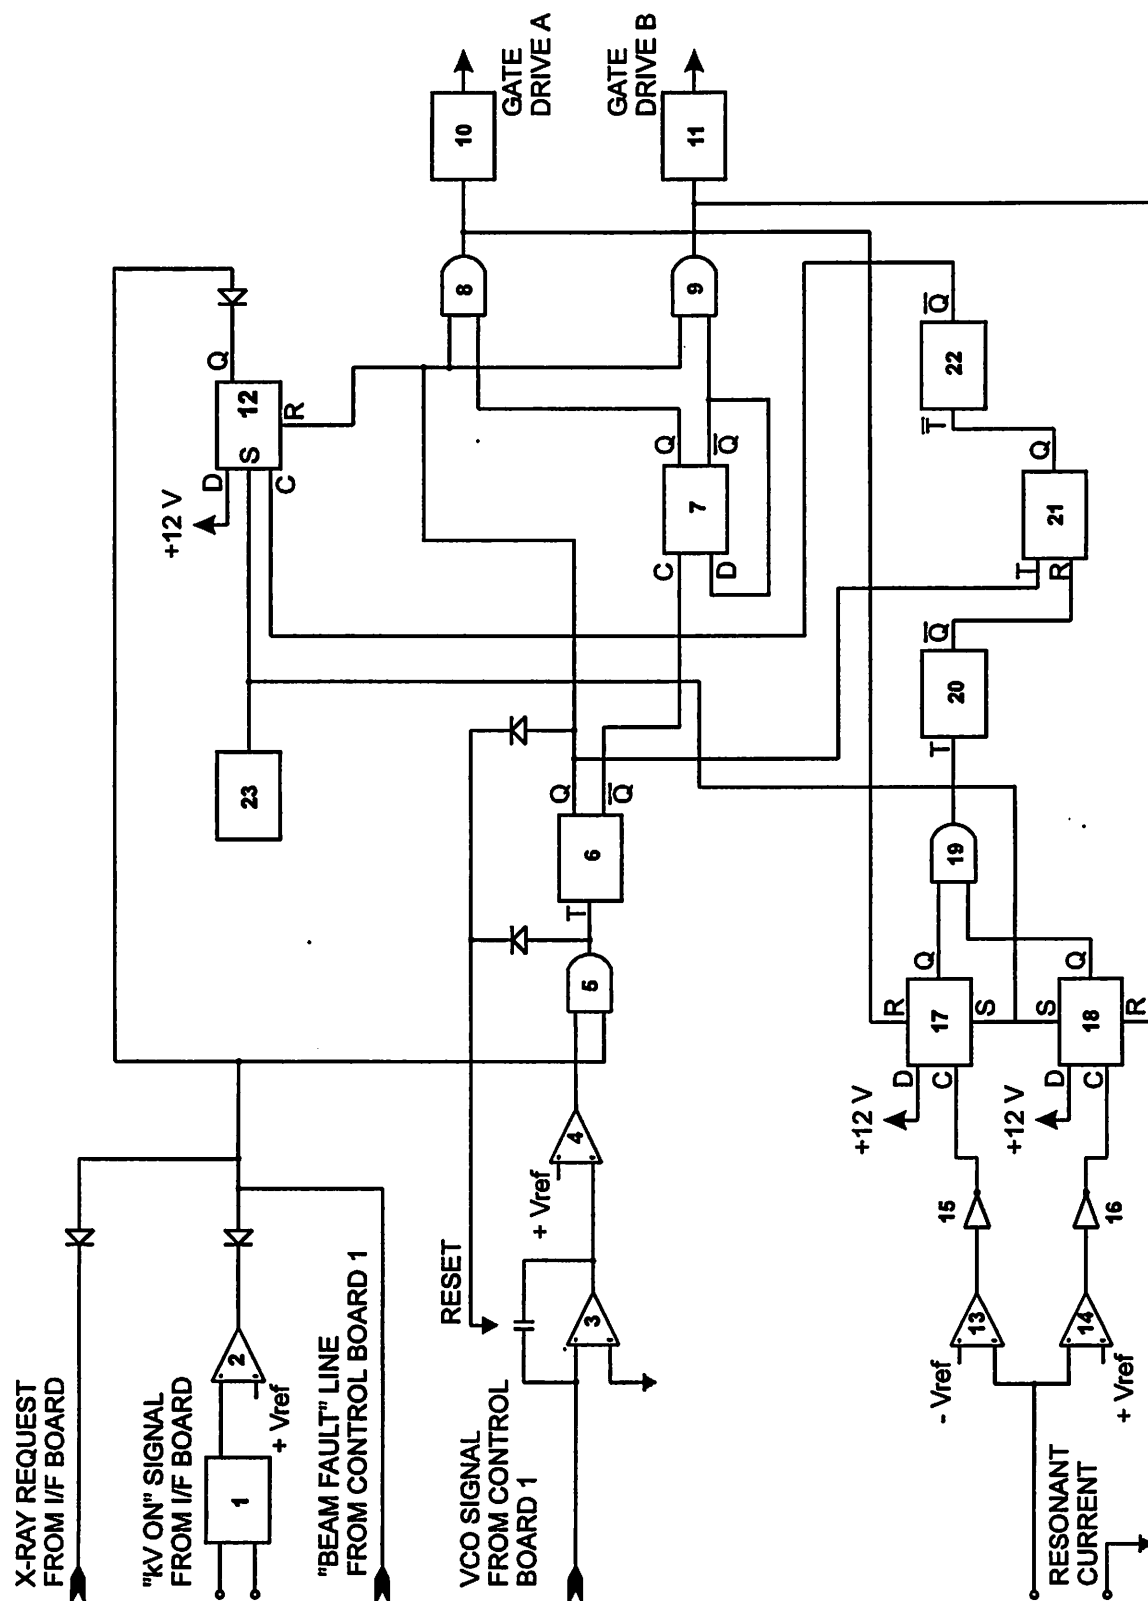 X-RAY REQUEST
FROM I/F BOARD
"kV ON" SIGNAL
FROM I/F BOARD
1
2
+ Vref
"BEAM FAULT" LINE
FROM CONTROL BOARD 1
VCO SIGNAL
FROM CONTROL
BOARD 1
RESET
3
+ Vref
4
5
T
6
Q
Q
23
+12 V
D
S
C
12
Q
R
C
D
7
Q
Q
8
9
10
GATE
DRIVE A
11
GATE
DRIVE B
RESONANT
CURRENT
- Vref
13
+ Vref
14
15
16
+12 V
D
C
17
R
S
Q
+12 V
D
C
18
S
R
Q
19
T
20
Q
T
R
21
Q
T
22
Q